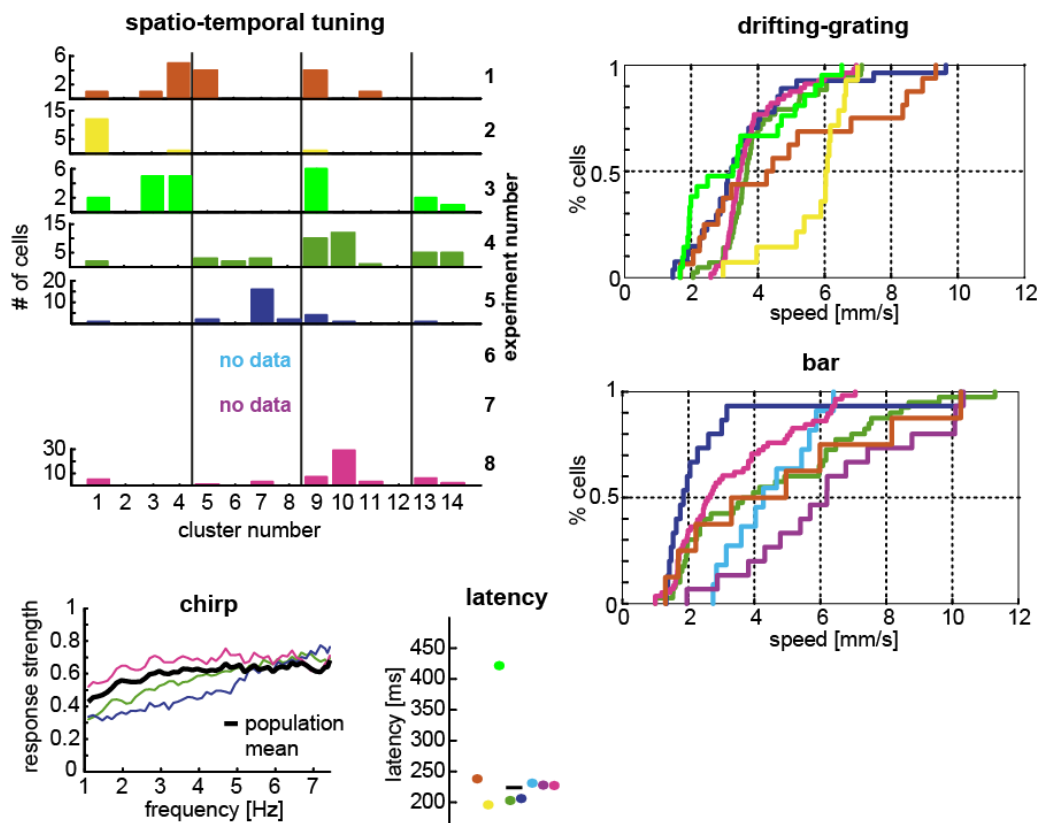 spatio-temporal tuning
6
2
1
15
5
2
6
2
3
15
5
4
20
10
5
no data
6
no data
7
30
10
8
1 2 3 4 5 6 7 8 9 10 11 12 13 14
cluster number
# of cells
experiment number
drifting-grating
1
0.5
0
% cells
0 2 4 6 8 10 12
speed [mm/s]
bar
1
0.5
0
% cells
0 2 4 6 8 10 12
speed [mm/s]
chirp
1
0.8
0.6
0.4
0.2
0
response strength
population
mean
1 2 3 4 5 6 7
frequency [Hz]
latency
450
400
350
300
250
200
latency [ms]